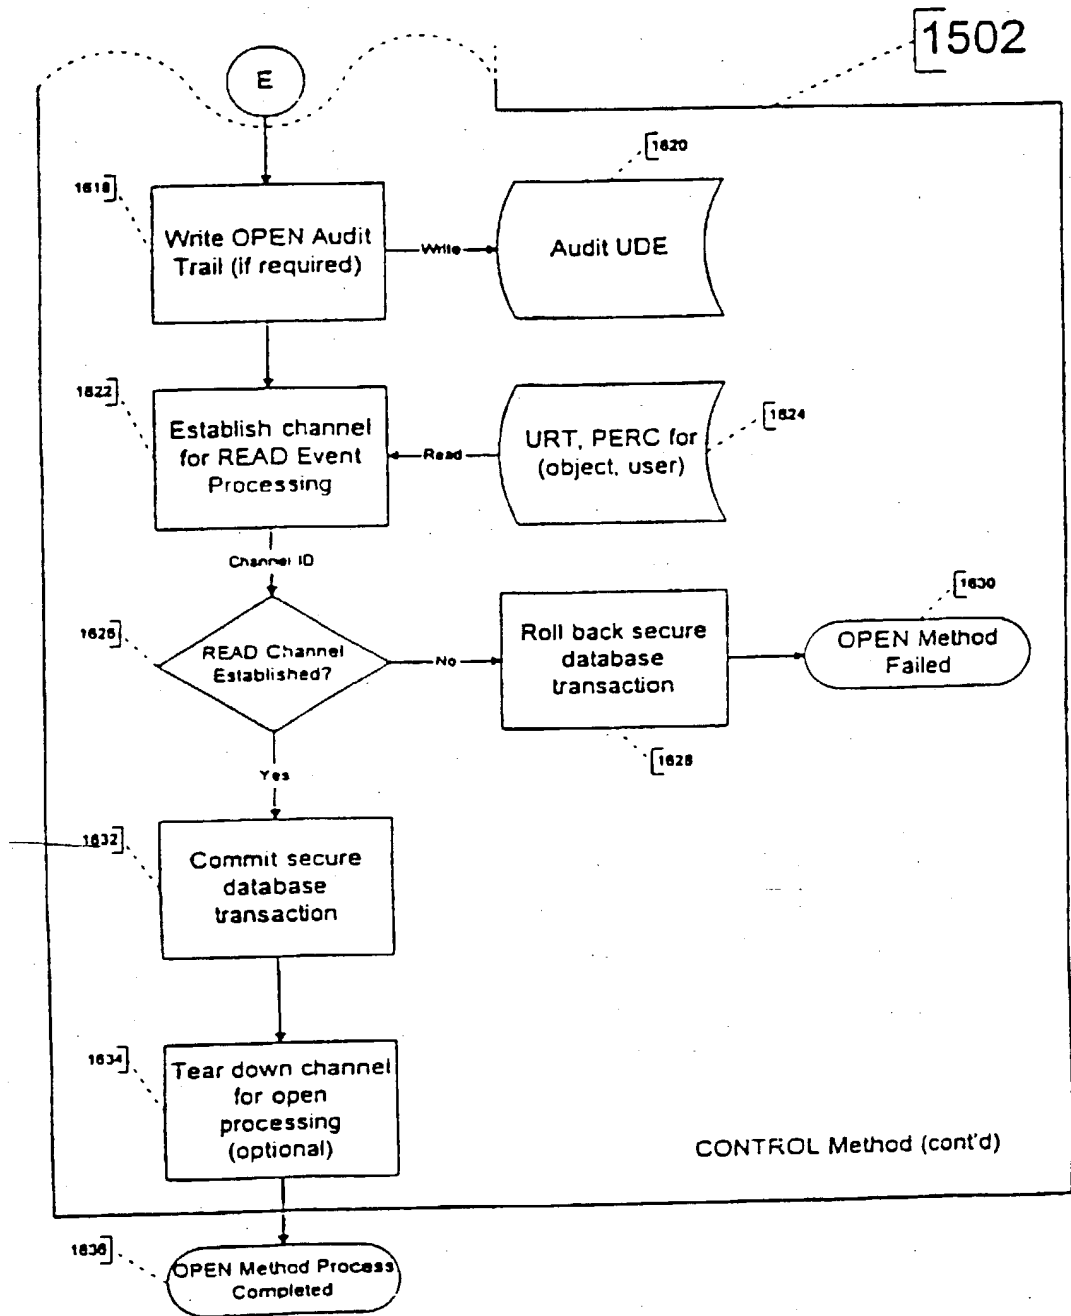 1502
E
1620
1618
Write OPEN Audit
Trail (if required)
Write
Audit UDE
1622
Establish channel
for READ Event
Processing
Read
URT, PERC for
(object, user)
1624
Channel ID
1626
READ Channel
Established?
No
Roll back secure
database
transaction
1630
OPEN Method
Failed
1628
Yes
1632
Commit secure
database
transaction
1634
Tear down channel
for open
processing
(optional)
CONTROL Method (cont'd)
1636
OPEN Method Process
Completed